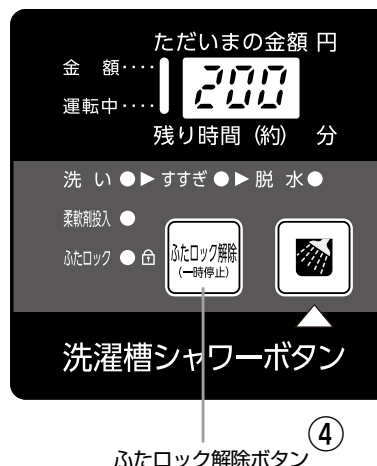 ただいまの金額 円
金 額････
200
運転中････
残り時間 (約) 分
洗 い ●▶ すすぎ ●▶ 脱 水●
柔軟剤投入 ●
ふたロック ●
ふたロック解除
(一時停止)
洗濯槽シャワーボタン
④
ふたロック解除ボタン